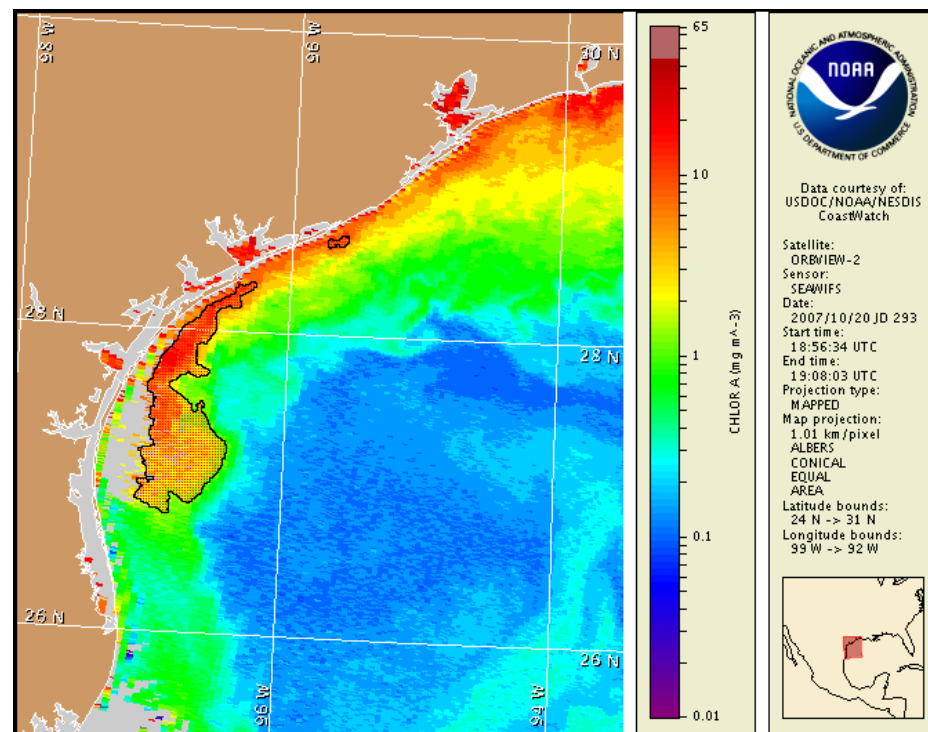 98 W
96 W
30 N
28 N
28 N
26 N
26 N
96 W
94 W
65
10
1
0.1
0.01
CHLOR A (mg m^-3)
NATIONAL OCEANIC AND ATMOSPHERIC ADMINISTRATION
NOAA
U.S. DEPARTMENT OF COMMERCE
Data courtesy of:
USDOC/NOAA/NESDIS
CoastWatch
Satellite:
ORBVIEW-2
Sensor:
SEAWIFS
Date:
2007/10/20 JD 293
Start time:
18:56:34 UTC
End time:
19:08:03 UTC
Projection type:
MAPPED
Map projection:
1.01 km/pixel
ALBERS
CONICAL
EQUAL
AREA
Latitude bounds:
24 N -> 31 N
Longitude bounds:
99 W -> 92 W